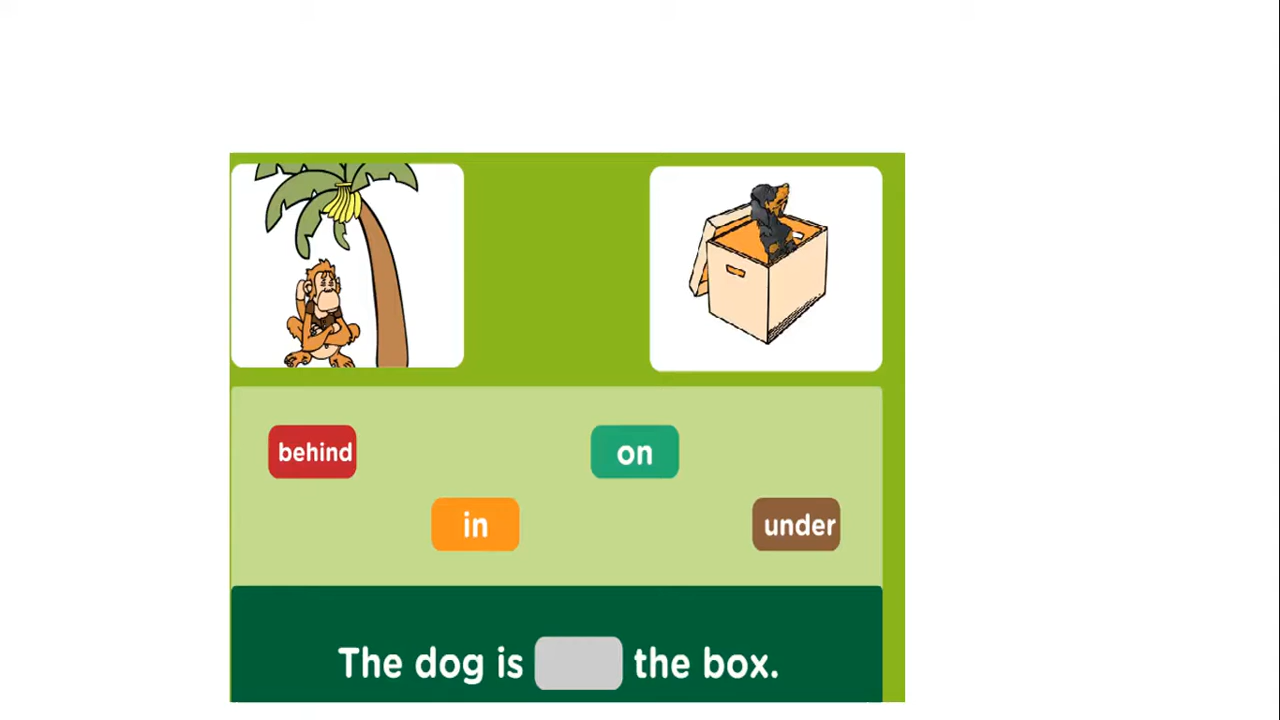 behind
on
in
under
The dog is the box.